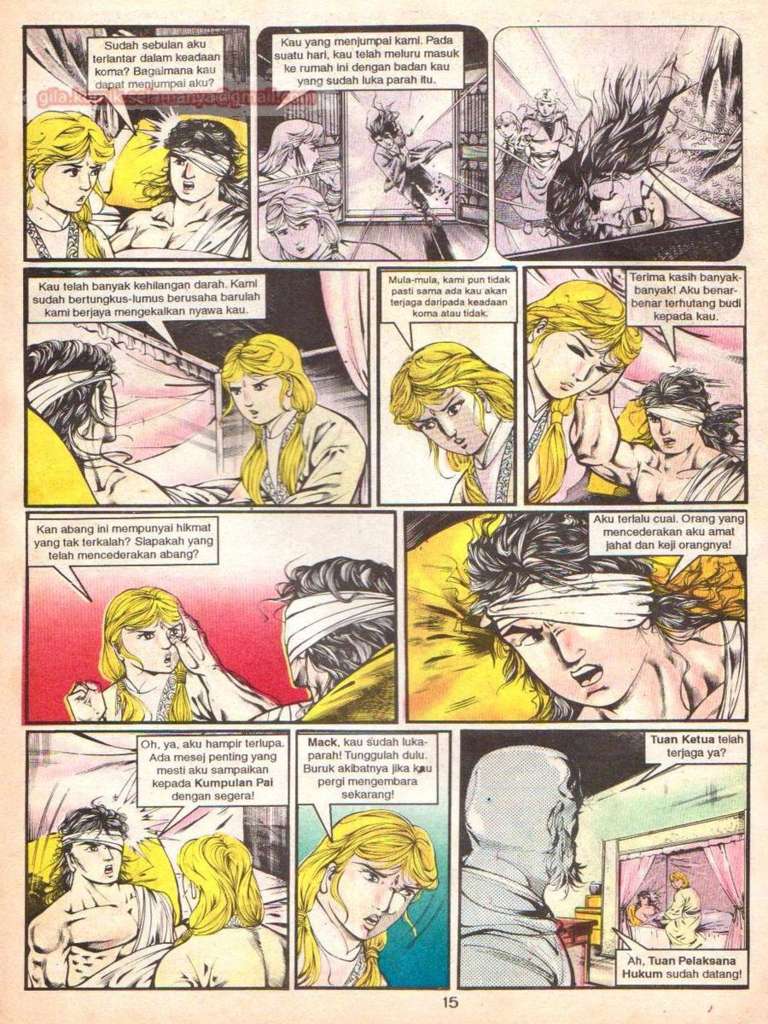 Sudah sebulan aku
terlantar dalam keadaan
koma? Bagaimana kau
dapat menjumpai aku?
Kau yang menjumpai kami. Pada
suatu hari, kau telah meluru masuk
ke rumah ini dengan badan kau
yang sudah luka parah itu.
Kau telah banyak kehilangan darah. Kami
sudah bertungkus-lumus berusaha barulah
kami berjaya mengekalkan nyawa kau.
Mula-mula, kami pun tidak
pasti sama ada kau akan
terjaga daripada keadaan
koma atau tidak.
Terima kasih banyak-
banyak! Aku benar-
benar terhutang budi
kepada kau.
Kan abang ini mempunyai hikmat
yang tak terkalah? Siapakah yang
telah mencederakan abang?
Aku terlalu cuai. Orang yang
mencederakan aku amat
jahat dan keji orangnya!
Oh, ya, aku hampir terlupa.
Ada mesej penting yang
mesti aku sampaikan
kepada Kumpulan Pai
dengan segera!
Mack, kau sudah luka-
parah! Tunggulah dulu.
Buruk akibatnya jika kau
pergi mengembara
sekarang!
Tuan Ketua telah
terjaga ya?
Ah, Tuan Pelaksana
Hukum sudah datang!
15